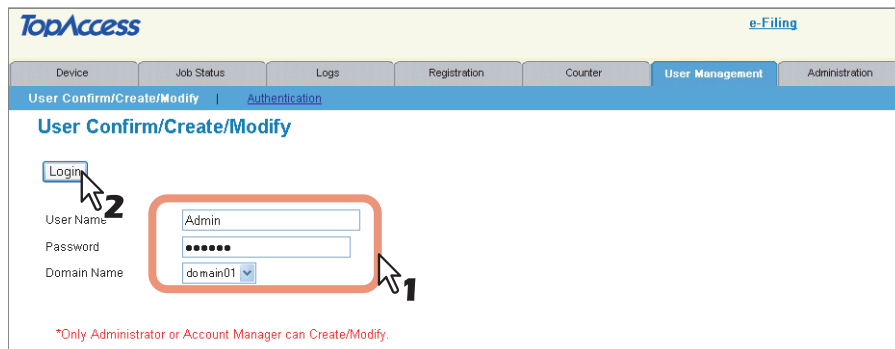 TopAccess
e-Filing
Device Job Status Logs Registration Counter User Management Administration
User Confirm/Create/Modify | Authentication
User Confirm/Create/Modify
Login
2
User Name Admin
Password ●●●●●●
Domain Name domain01
1
*Only Administrator or Account Manager can Create/Modify.